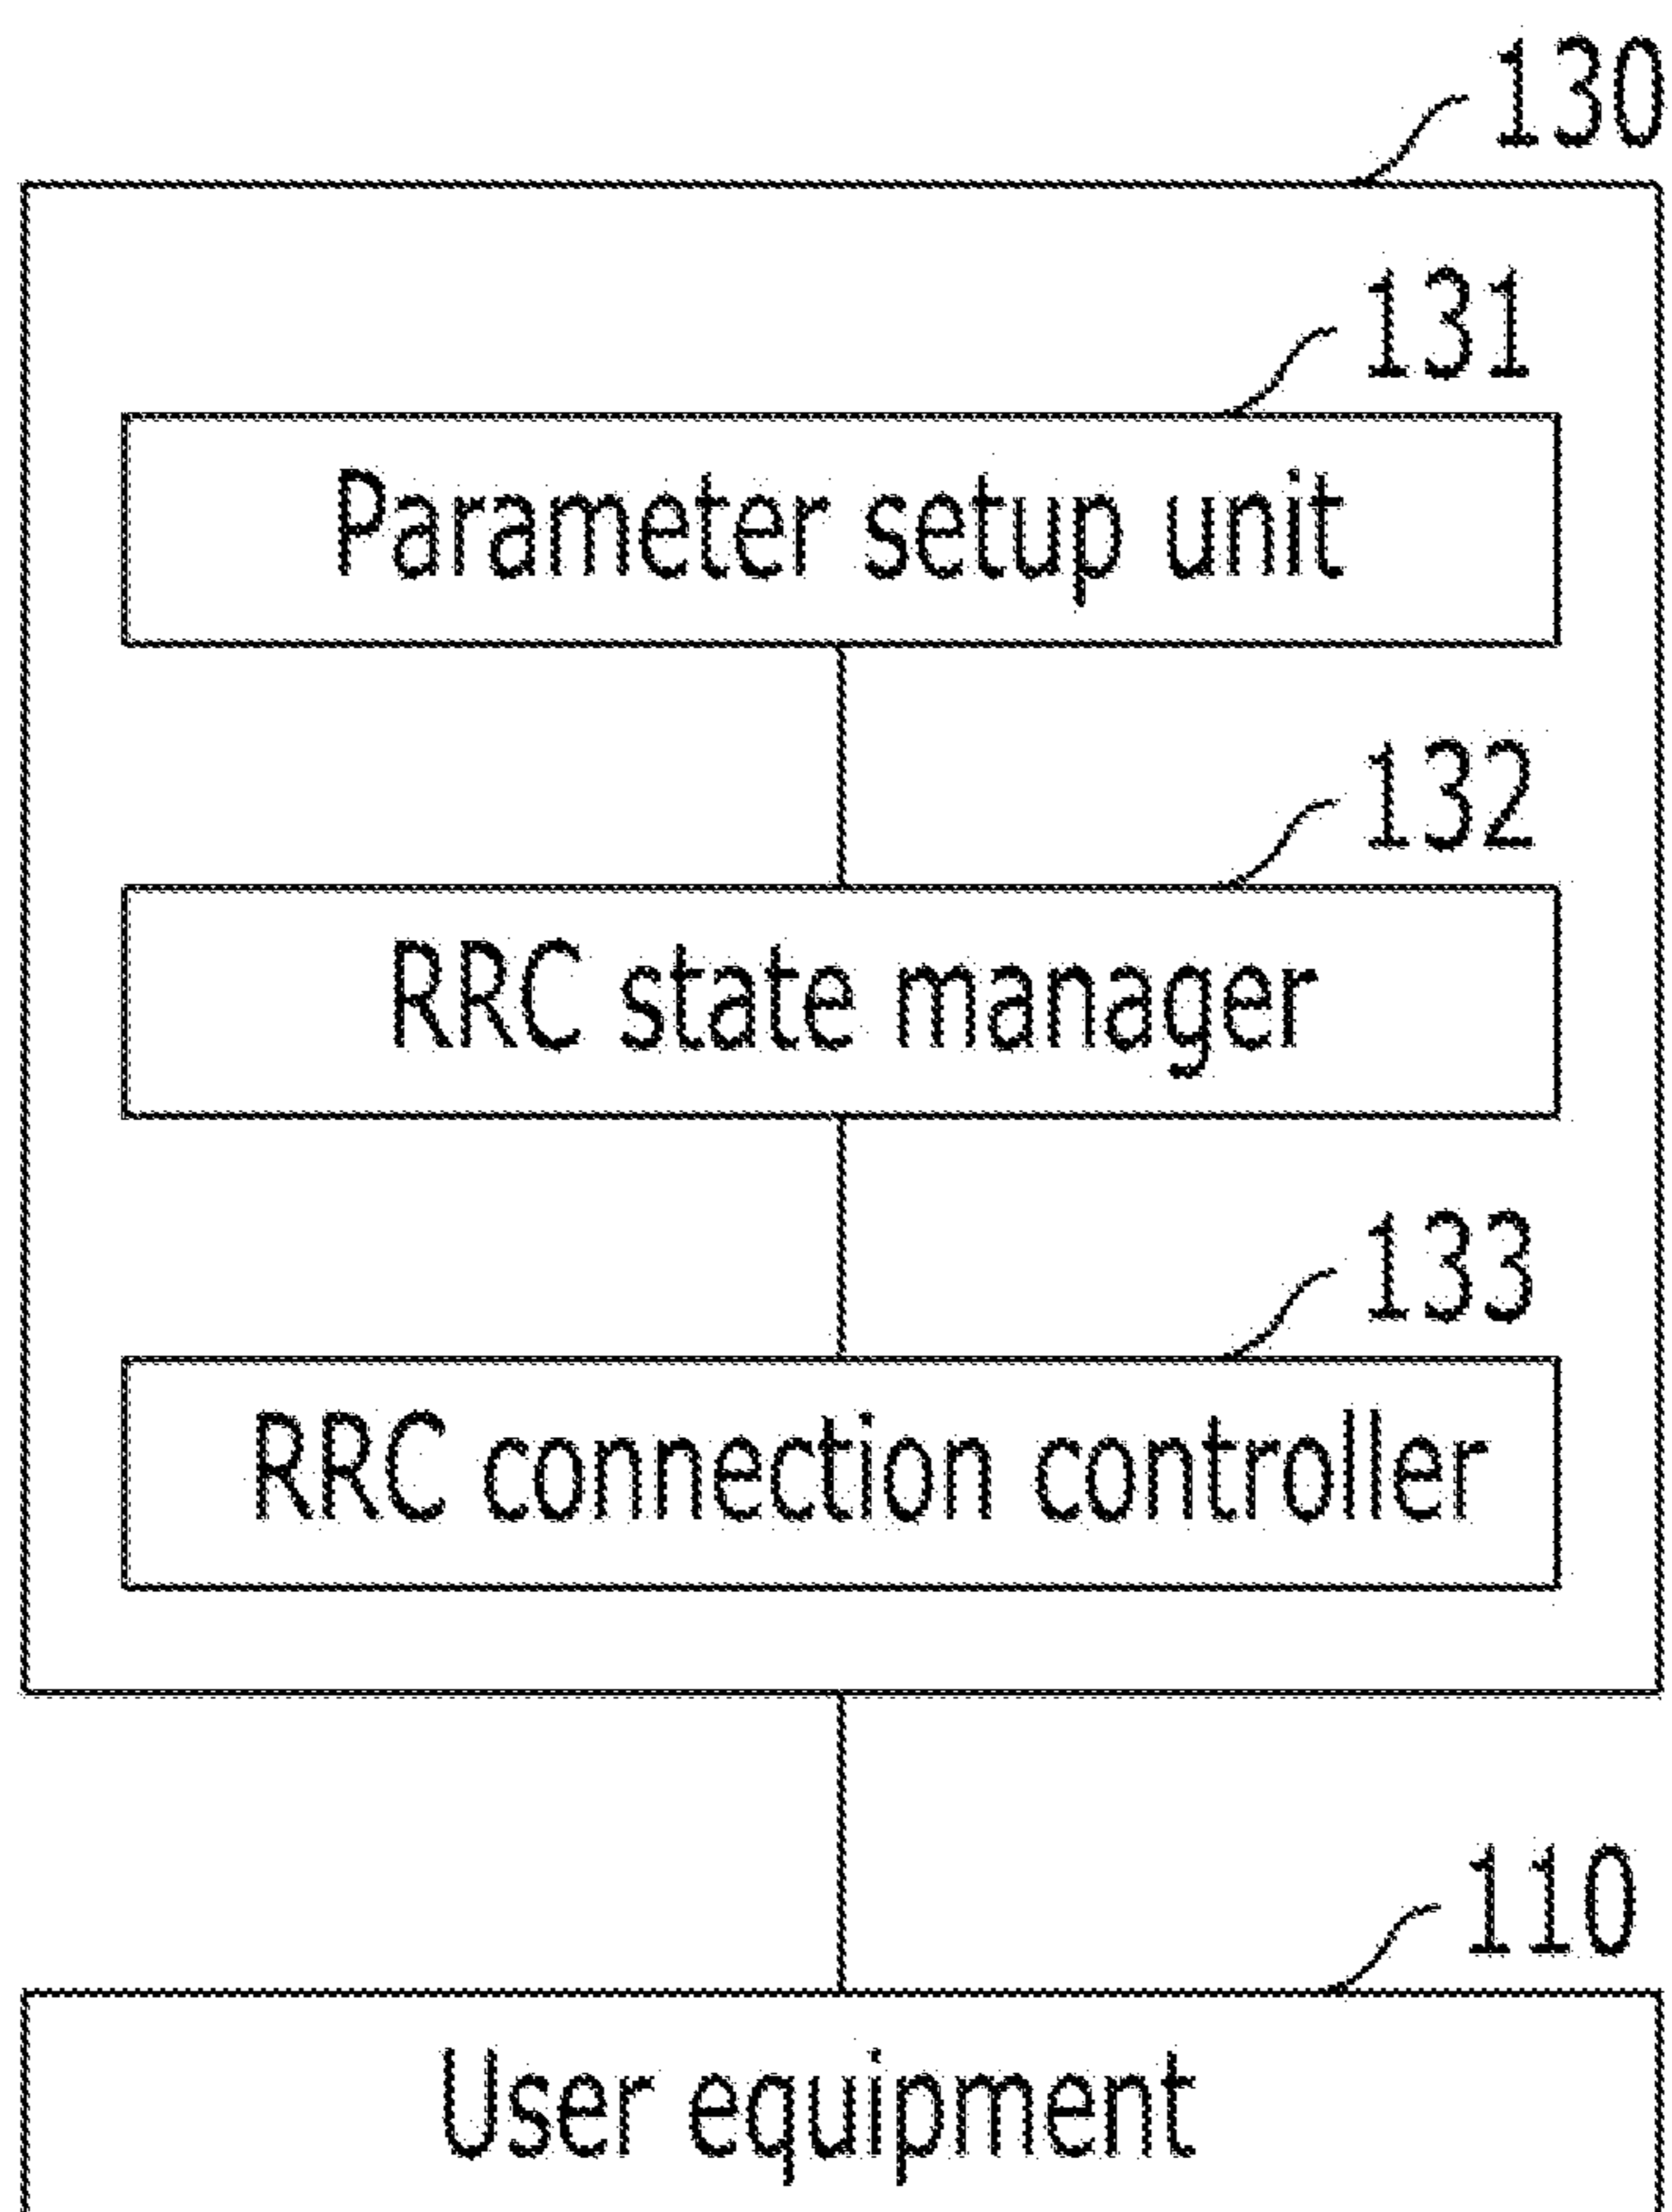 130
131
Parameter setup unit
132
RRC state manager
133
RRC connection controller
110
User equipment